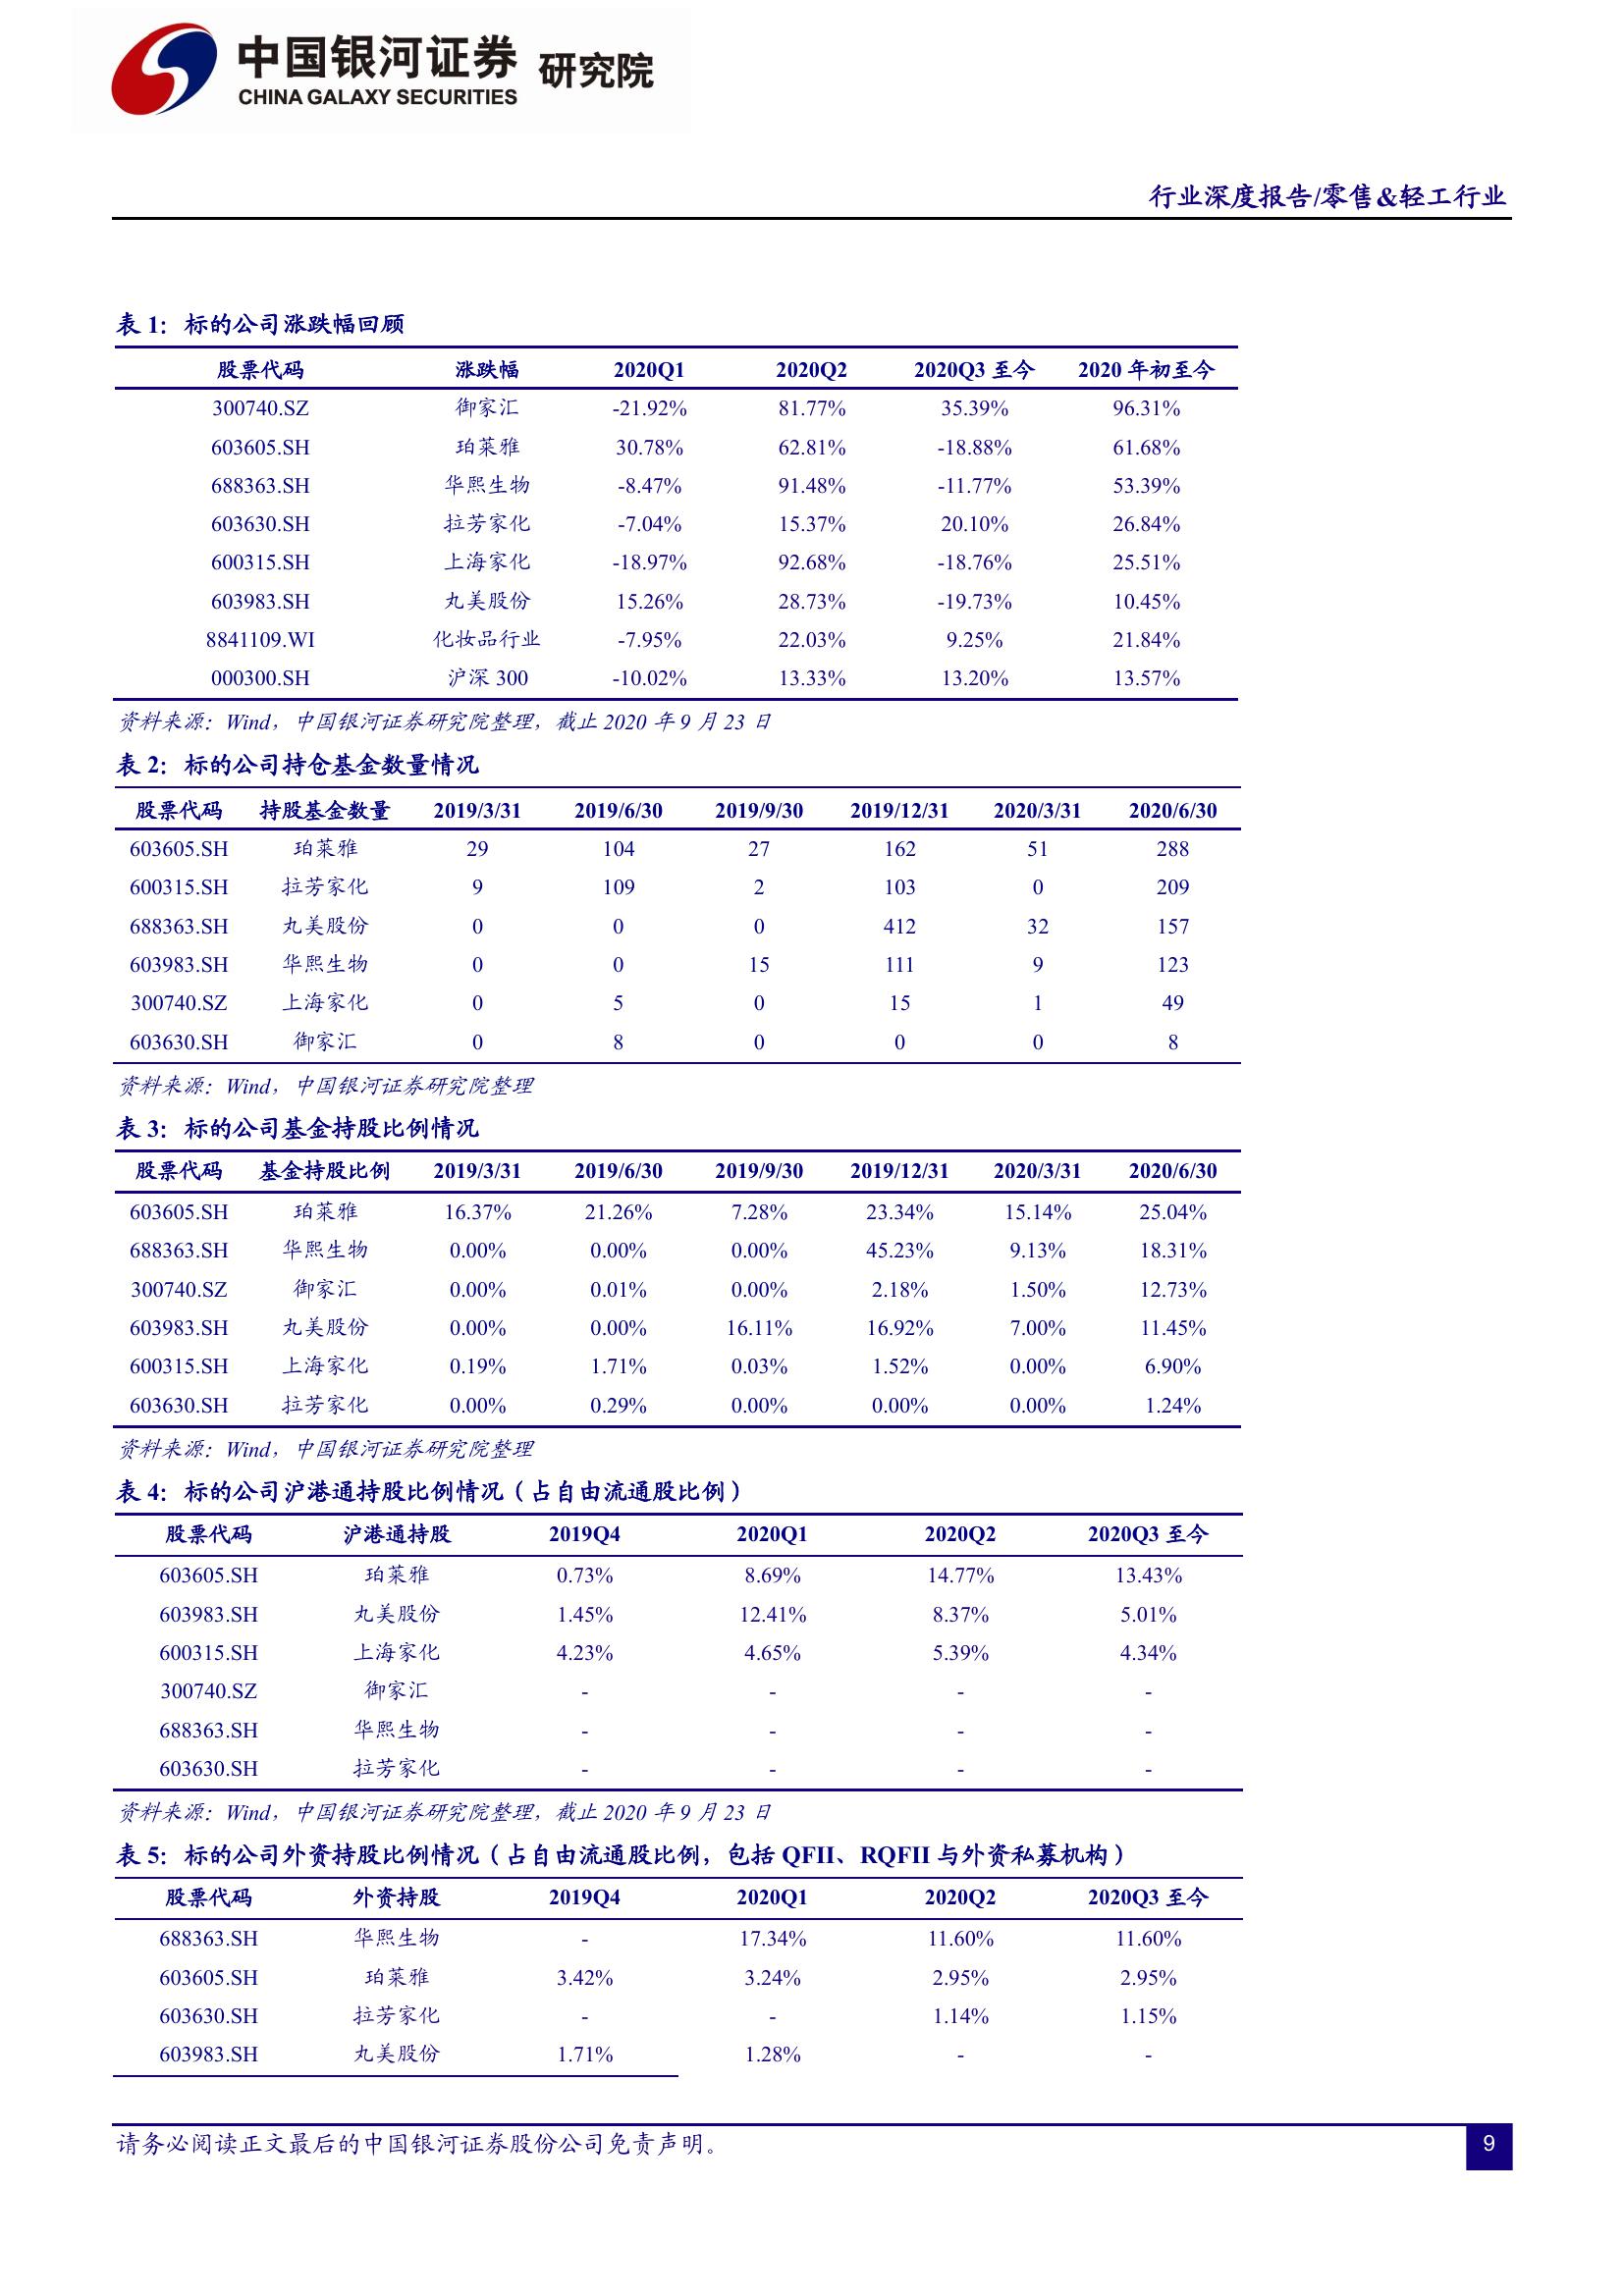 中国银河证券 研究院
CHINA GALAXY SECURITIES
行业深度报告/零售&轻工行业
表 1：标的公司涨跌幅回顾
股票代码 涨跌幅 2020Q1 2020Q2 2020Q3 至今 2020 年初至今
300740.SZ 御家汇 -21.92% 81.77% 35.39% 96.31%
603605.SH 珀莱雅 30.78% 62.81% -18.88% 61.68%
688363.SH 华熙生物 -8.47% 91.48% -11.77% 53.39%
603630.SH 拉芳家化 -7.04% 15.37% 20.10% 26.84%
600315.SH 上海家化 -18.97% 92.68% -18.76% 25.51%
603983.SH 丸美股份 15.26% 28.73% -19.73% 10.45%
8841109.WI 化妆品行业 -7.95% 22.03% 9.25% 21.84%
000300.SH 沪深 300 -10.02% 13.33% 13.20% 13.57%
资料来源：Wind，中国银河证券研究院整理，截止 2020 年 9 月 23 日
表 2：标的公司持仓基金数量情况
股票代码 持股基金数量 2019/3/31 2019/6/30 2019/9/30 2019/12/31 2020/3/31 2020/6/30
603605.SH 珀莱雅 29 104 27 162 51 288
600315.SH 拉芳家化 9 109 2 103 0 209
688363.SH 丸美股份 0 0 0 412 32 157
603983.SH 华熙生物 0 0 15 111 9 123
300740.SZ 上海家化 0 5 0 15 1 49
603630.SH 御家汇 0 8 0 0 0 8
资料来源：Wind，中国银河证券研究院整理
表 3：标的公司基金持股比例情况
股票代码 基金持股比例 2019/3/31 2019/6/30 2019/9/30 2019/12/31 2020/3/31 2020/6/30
603605.SH 珀莱雅 16.37% 21.26% 7.28% 23.34% 15.14% 25.04%
688363.SH 华熙生物 0.00% 0.00% 0.00% 45.23% 9.13% 18.31%
300740.SZ 御家汇 0.00% 0.01% 0.00% 2.18% 1.50% 12.73%
603983.SH 丸美股份 0.00% 0.00% 16.11% 16.92% 7.00% 11.45%
600315.SH 上海家化 0.19% 1.71% 0.03% 1.52% 0.00% 6.90%
603630.SH 拉芳家化 0.00% 0.29% 0.00% 0.00% 0.00% 1.24%
资料来源：Wind，中国银河证券研究院整理
表 4：标的公司沪港通持股比例情况（占自由流通股比例）
股票代码 沪港通持股 2019Q4 2020Q1 2020Q2 2020Q3 至今
603605.SH 珀莱雅 0.73% 8.69% 14.77% 13.43%
603983.SH 丸美股份 1.45% 12.41% 8.37% 5.01%
600315.SH 上海家化 4.23% 4.65% 5.39% 4.34%
300740.SZ 御家汇 - - - -
688363.SH 华熙生物 - - - -
603630.SH 拉芳家化 - - - -
资料来源：Wind，中国银河证券研究院整理，截止 2020 年 9 月 23 日
表 5：标的公司外资持股比例情况（占自由流通股比例，包括 QFII、RQFII 与外资私募机构）
股票代码 外资持股 2019Q4 2020Q1 2020Q2 2020Q3 至今
688363.SH 华熙生物 - 17.34% 11.60% 11.60%
603605.SH 珀莱雅 3.42% 3.24% 2.95% 2.95%
603630.SH 拉芳家化 - - 1.14% 1.15%
603983.SH 丸美股份 1.71% 1.28% - -
请务必阅读正文最后的中国银河证券股份公司免责声明。
9